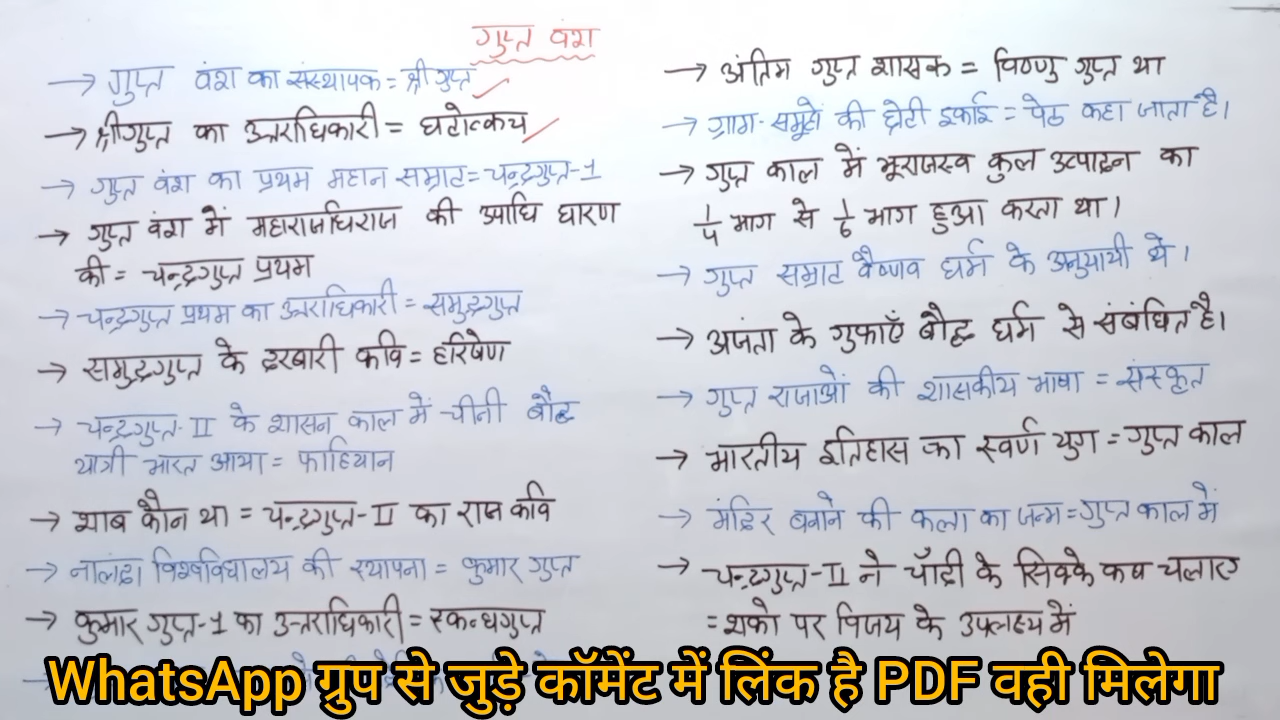 गुप्त वंश
→ गुप्त वंश का संस्थापक = श्री गुप्त
→ श्रीगुप्त का उत्तराधिकारी = घटोत्कच
→ गुप्त वंश का प्रथम महान सम्राट = चन्द्रगुप्त-1
→ गुप्त वंश में महाराजधिराज की उपाधि धारण
की = चन्द्रगुप्त प्रथम
→ चन्द्रगुप्त प्रथम का उत्तराधिकारी = समुद्रगुप्त
→ समुद्रगुप्त के दरबारी कवि = हरिषेण
→ चन्द्रगुप्त-II के शासन काल में चीनी बौद्ध
यात्री भारत आया = फाहियान
→ शाब कौन था = चन्द्रगुप्त-II का राज कवि
→ नालंदा विश्वविद्यालय की स्थापना = कुमार गुप्त
→ कुमार गुप्त-1 का उत्तराधिकारी = स्कन्धगुप्त
→ अंतिम गुप्त शासक = विष्णु गुप्त था
→ ग्राम-समूहों की छोटी इकाई = पेठ कहा जाता है।
→ गुप्त काल में भूराजस्व कुल उत्पादन का
1/4 भाग से 1/6 भाग हुआ करता था।
→ गुप्त सम्राट वैष्णव धर्म के अनुयायी थे।
→ अजंता के गुफाएँ बौद्ध धर्म से संबंधित है।
→ गुप्त राजाओं की शासकीय भाषा = संस्कृत
→ भारतीय इतिहास का स्वर्ण युग = गुप्त काल
→ मंदिर बनाने की कला का जन्म = गुप्त काल में
→ चन्द्रगुप्त-II ने चाँदी के सिक्के कब चलाए
= शको पर विजय के उपलक्ष्य में
WhatsApp ग्रुप से जुड़े कॉमेंट में लिंक है PDF वही मिलेगा